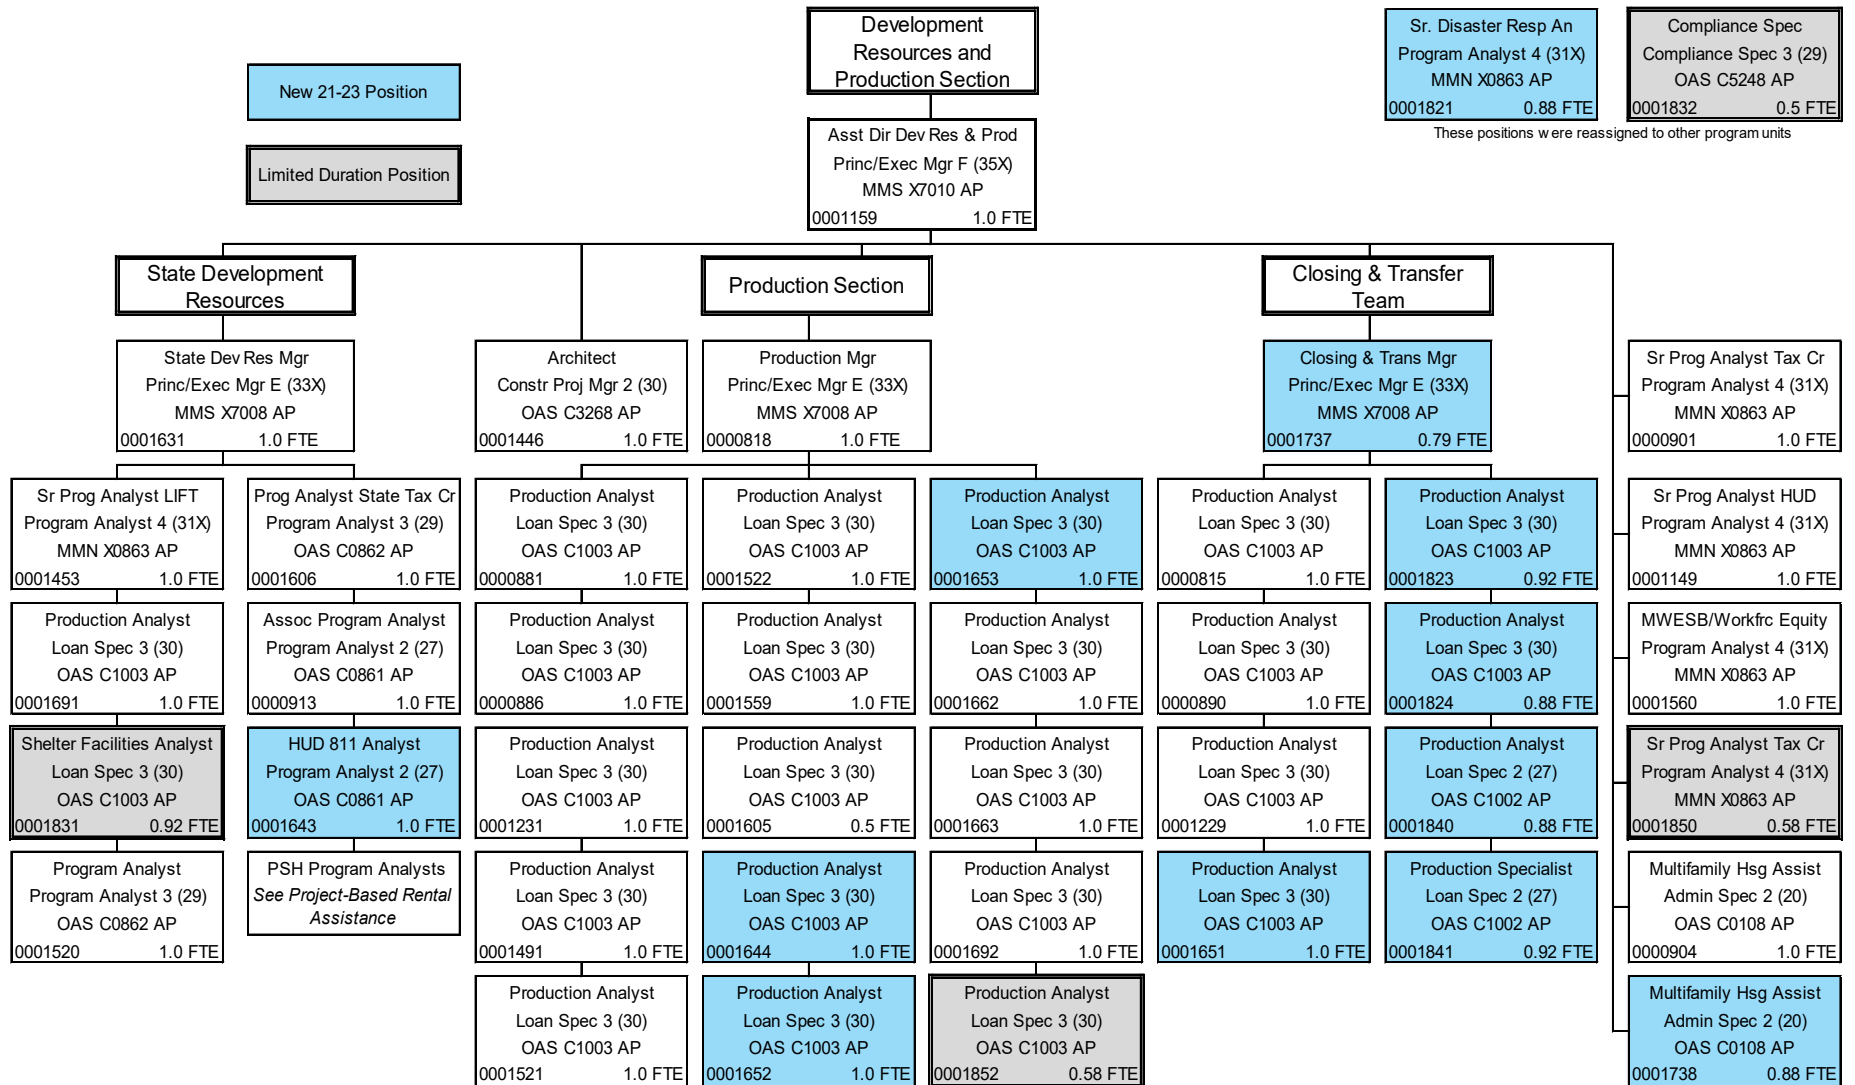 Development
Resources and
Production Section
Sr. Disaster Resp An
Program Analyst 4 (31X)
MMN X0863 AP
0001821 0.88 FTE
Compliance Spec
Compliance Spec 3 (29)
OAS C5248 AP
0001832 0.5 FTE
These positions were reassigned to other program units
New 21-23 Position
Limited Duration Position
Asst Dir Dev Res & Prod
Princ/Exec Mgr F (35X)
MMS X7010 AP
0001159 1.0 FTE
State Development
Resources
Production Section
Closing & Transfer
Team
State Dev Res Mgr
Princ/Exec Mgr E (33X)
MMS X7008 AP
0001631 1.0 FTE
Architect
Constr Proj Mgr 2 (30)
OAS C3268 AP
0001446 1.0 FTE
Production Mgr
Princ/Exec Mgr E (33X)
MMS X7008 AP
0000818 1.0 FTE
Closing & Trans Mgr
Princ/Exec Mgr E (33X)
MMS X7008 AP
0001737 0.79 FTE
Sr Prog Analyst Tax Cr
Program Analyst 4 (31X)
MMN X0863 AP
0000901 1.0 FTE
Sr Prog Analyst LIFT
Program Analyst 4 (31X)
MMN X0863 AP
0001453 1.0 FTE
Prog Analyst State Tax Cr
Program Analyst 3 (29)
OAS C0862 AP
0001606 1.0 FTE
Production Analyst
Loan Spec 3 (30)
OAS C1003 AP
0000881 1.0 FTE
Production Analyst
Loan Spec 3 (30)
OAS C1003 AP
0001522 1.0 FTE
Production Analyst
Loan Spec 3 (30)
OAS C1003 AP
0001653 1.0 FTE
Production Analyst
Loan Spec 3 (30)
OAS C1003 AP
0000815 1.0 FTE
Production Analyst
Loan Spec 3 (30)
OAS C1003 AP
0001823 0.92 FTE
Sr Prog Analyst HUD
Program Analyst 4 (31X)
MMN X0863 AP
0001149 1.0 FTE
Production Analyst
Loan Spec 3 (30)
OAS C1003 AP
0001691 1.0 FTE
Assoc Program Analyst
Program Analyst 2 (27)
OAS C0861 AP
0000913 1.0 FTE
Production Analyst
Loan Spec 3 (30)
OAS C1003 AP
0000886 1.0 FTE
Production Analyst
Loan Spec 3 (30)
OAS C1003 AP
0001559 1.0 FTE
Production Analyst
Loan Spec 3 (30)
OAS C1003 AP
0001662 1.0 FTE
Production Analyst
Loan Spec 3 (30)
OAS C1003 AP
0000890 1.0 FTE
Production Analyst
Loan Spec 3 (30)
OAS C1003 AP
0001824 0.88 FTE
MWESB/Workfrc Equity
Program Analyst 4 (31X)
MMN X0863 AP
0001560 1.0 FTE
Shelter Facilities Analyst
Loan Spec 3 (30)
OAS C1003 AP
0001831 0.92 FTE
HUD 811 Analyst
Program Analyst 2 (27)
OAS C0861 AP
0001643 1.0 FTE
Production Analyst
Loan Spec 3 (30)
OAS C1003 AP
0001231 1.0 FTE
Production Analyst
Loan Spec 3 (30)
OAS C1003 AP
0001605 0.5 FTE
Production Analyst
Loan Spec 3 (30)
OAS C1003 AP
0001663 1.0 FTE
Production Analyst
Loan Spec 3 (30)
OAS C1003 AP
0001229 1.0 FTE
Production Analyst
Loan Spec 2 (27)
OAS C1002 AP
0001840 0.88 FTE
Sr Prog Analyst Tax Cr
Program Analyst 4 (31X)
MMN X0863 AP
0001850 0.58 FTE
Program Analyst
Program Analyst 3 (29)
OAS C0862 AP
0001520 1.0 FTE
PSH Program Analysts
See Project-Based Rental
Assistance
Production Analyst
Loan Spec 3 (30)
OAS C1003 AP
0001491 1.0 FTE
Production Analyst
Loan Spec 3 (30)
OAS C1003 AP
0001644 1.0 FTE
Production Analyst
Loan Spec 3 (30)
OAS C1003 AP
0001692 1.0 FTE
Production Analyst
Loan Spec 3 (30)
OAS C1003 AP
0001651 1.0 FTE
Production Specialist
Loan Spec 2 (27)
OAS C1002 AP
0001841 0.92 FTE
Multifamily Hsg Assist
Admin Spec 2 (20)
OAS C0108 AP
0000904 1.0 FTE
Production Analyst
Loan Spec 3 (30)
OAS C1003 AP
0001521 1.0 FTE
Production Analyst
Loan Spec 3 (30)
OAS C1003 AP
0001652 1.0 FTE
Production Analyst
Loan Spec 3 (30)
OAS C1003 AP
0001852 0.58 FTE
Multifamily Hsg Assist
Admin Spec 2 (20)
OAS C0108 AP
0001738 0.88 FTE